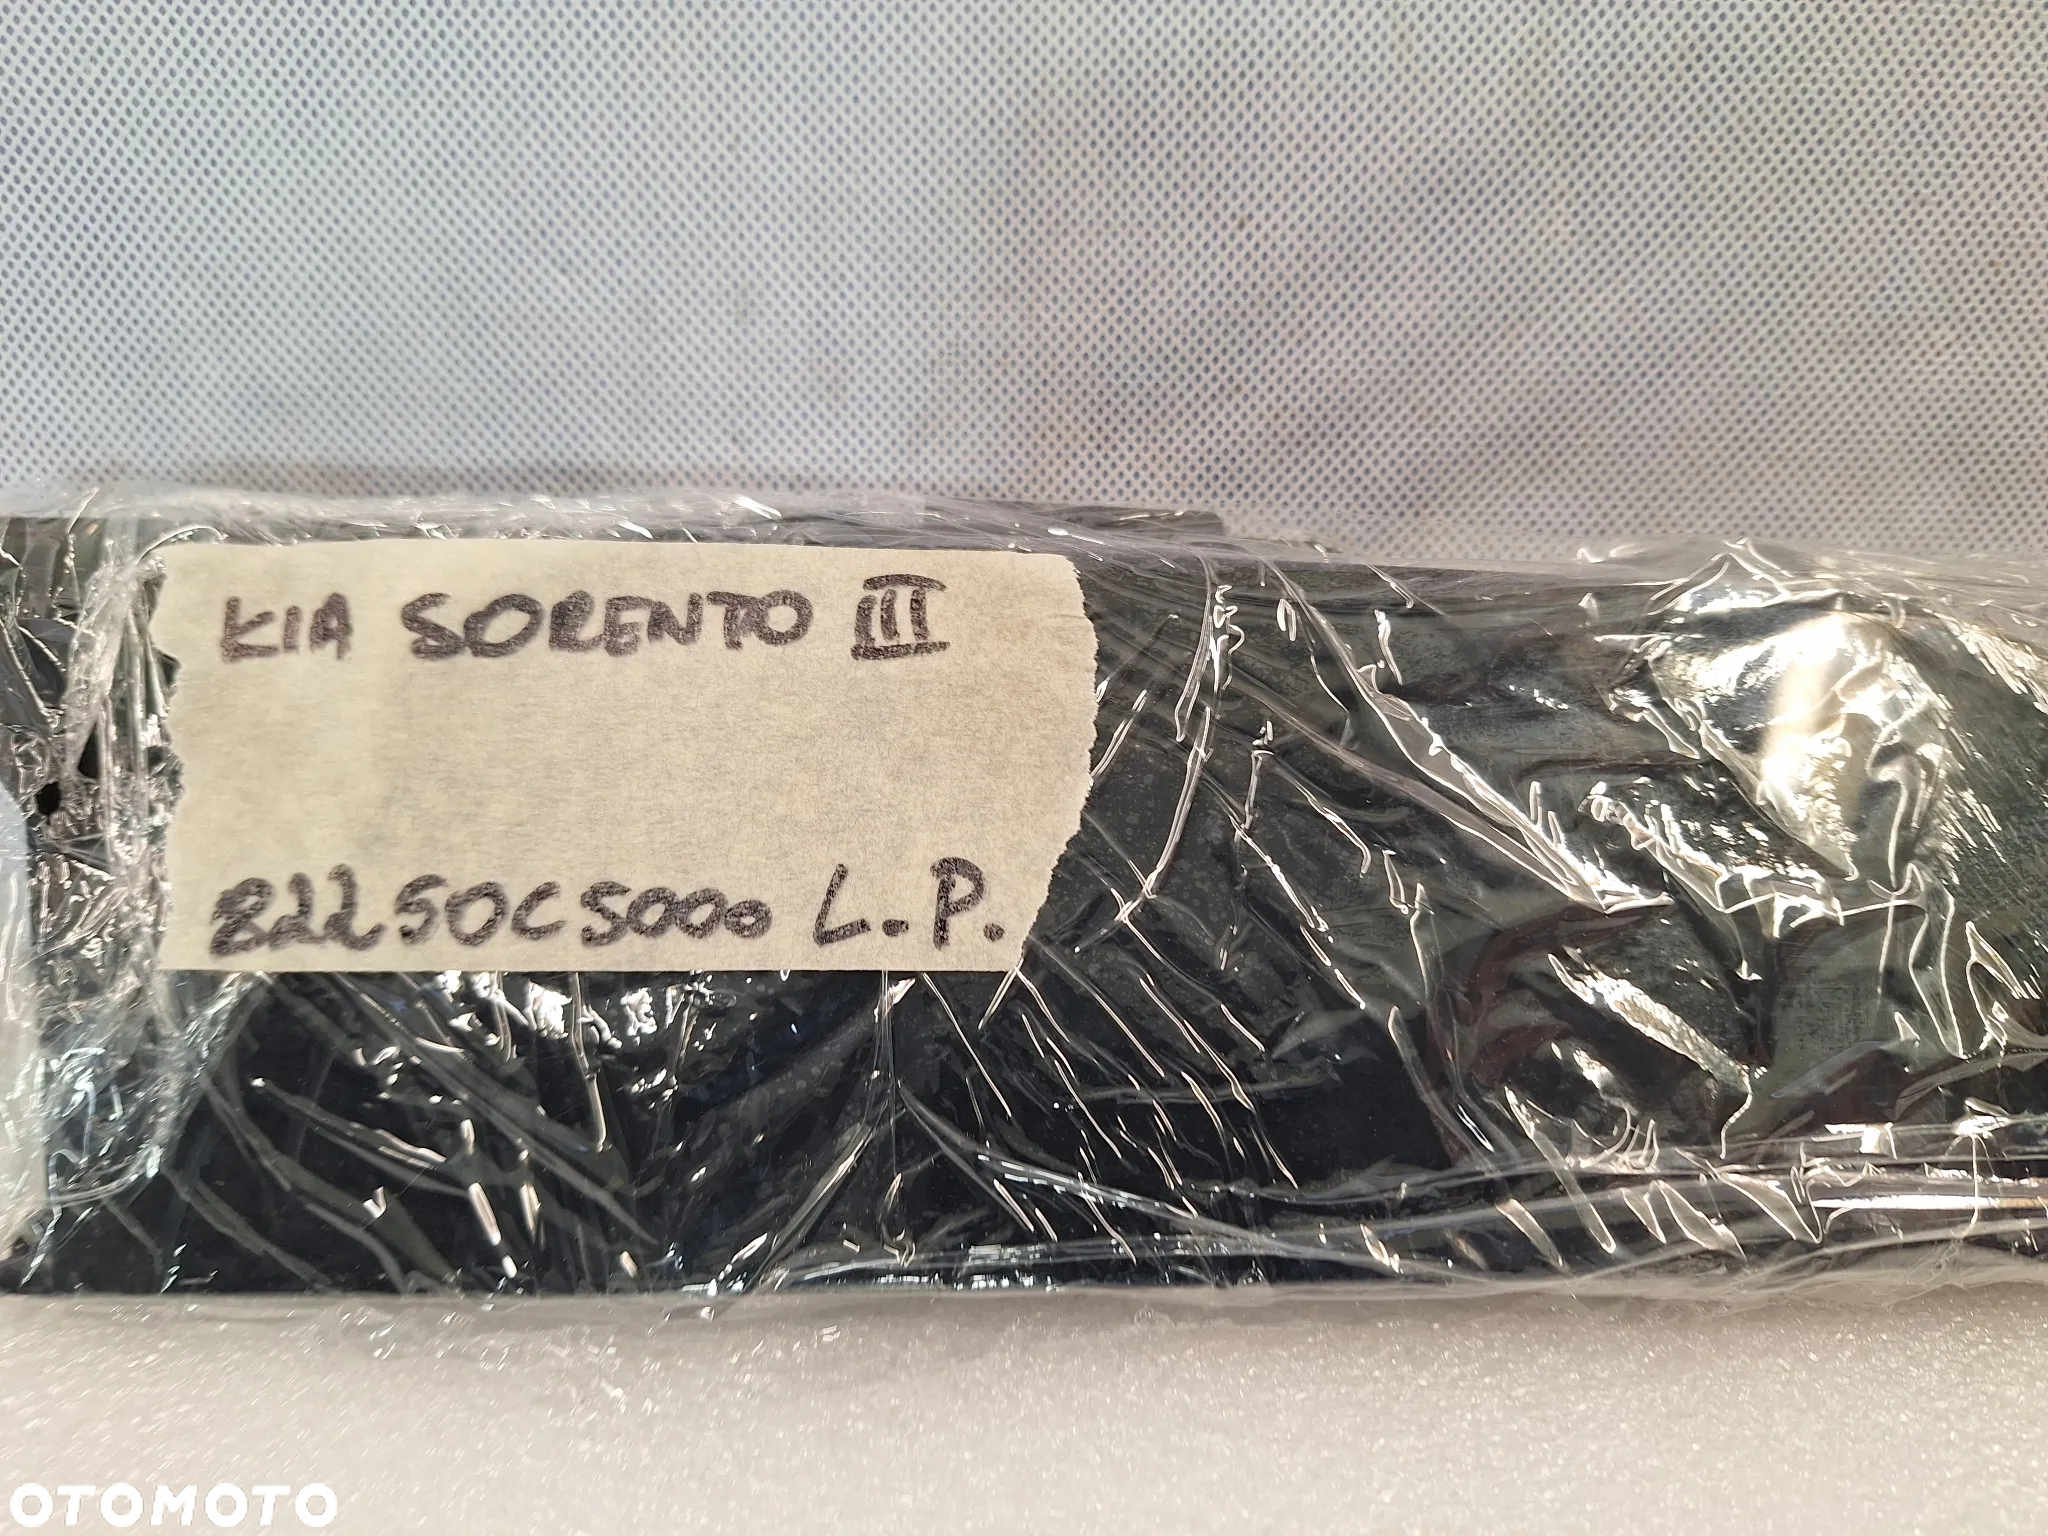 KIA SORENTO III
82250C5000 L.P.
OTOMOTO